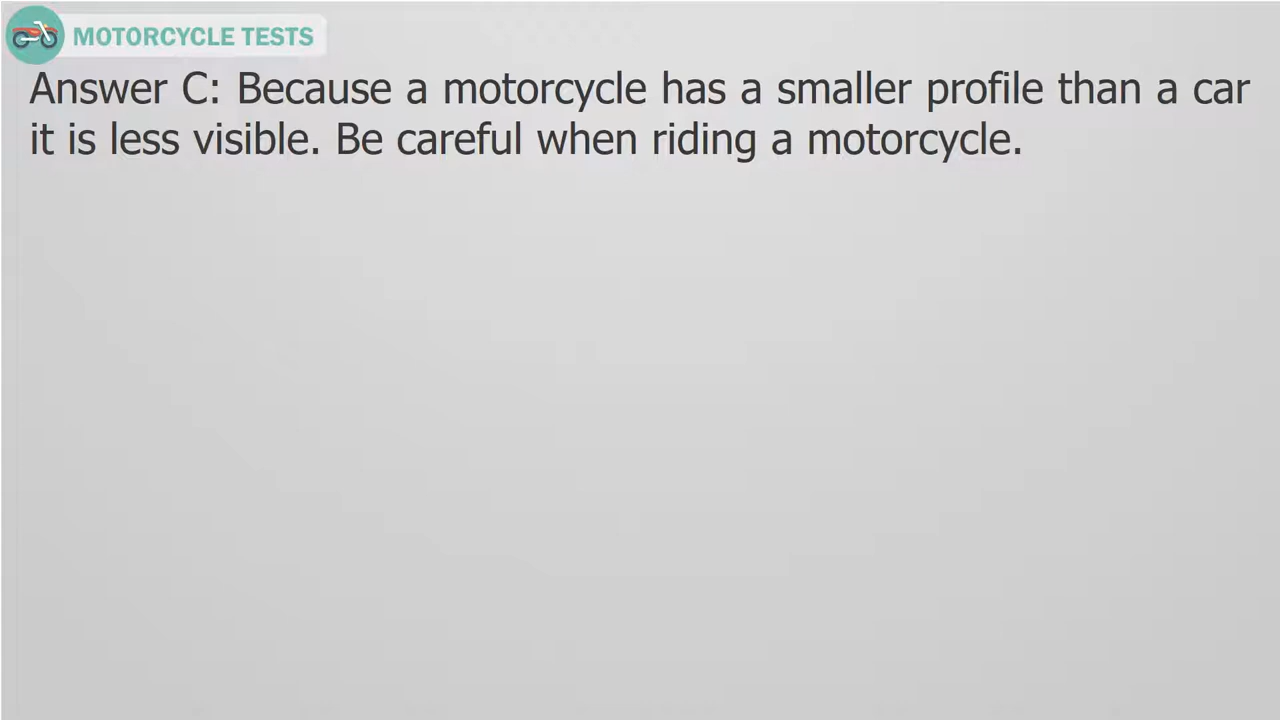 MOTORCYCLE TESTS
Answer C: Because a motorcycle has a smaller profile than a car
it is less visible. Be careful when riding a motorcycle.